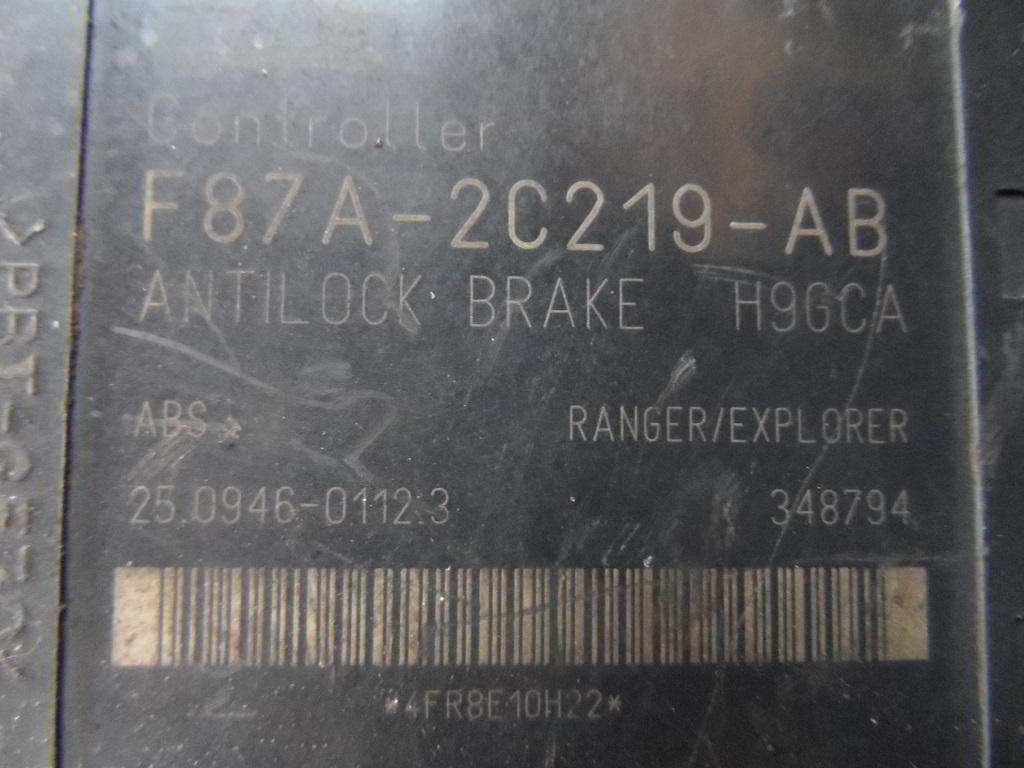 Controller
F87A-2C219-AB
ANTILOCK BRAKE H9GCA
ABS RANGER/EXPLORER
25.0946-0112.3 348794
*4FR8E10H22*